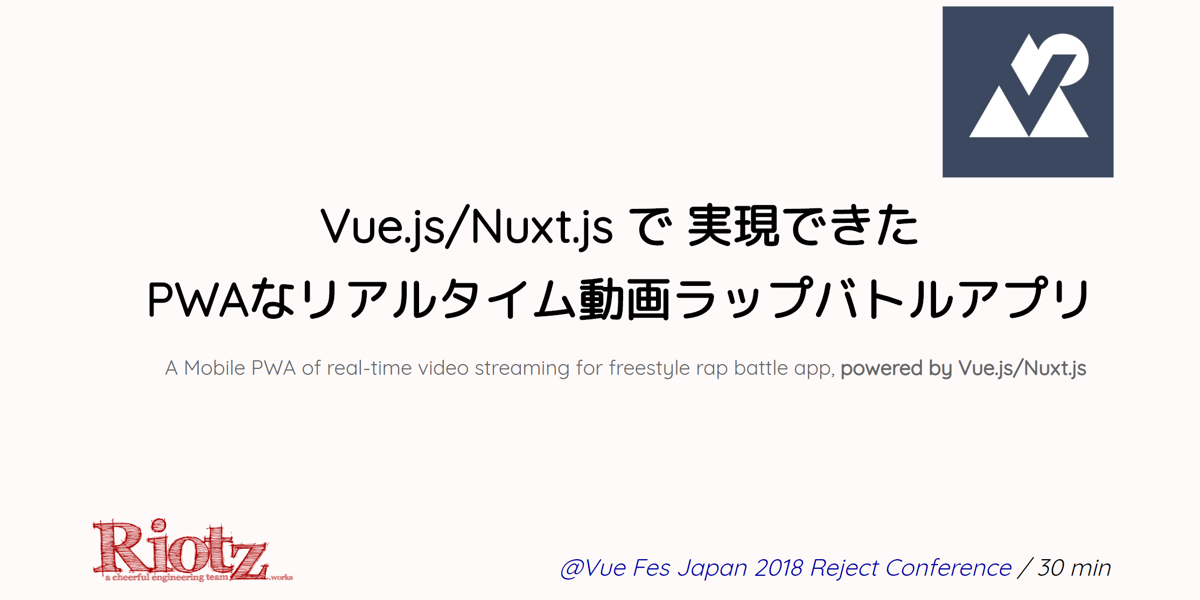 Vue.js/Nuxt.js で 実現できた
PWAなリアルタイム動画ラップバトルアプリ
A Mobile PWA of real-time video streaming for freestyle rap battle app, powered by Vue.js/Nuxt.js
Riotz
a cheerful engineering team .works
@Vue Fes Japan 2018 Reject Conference / 30 min